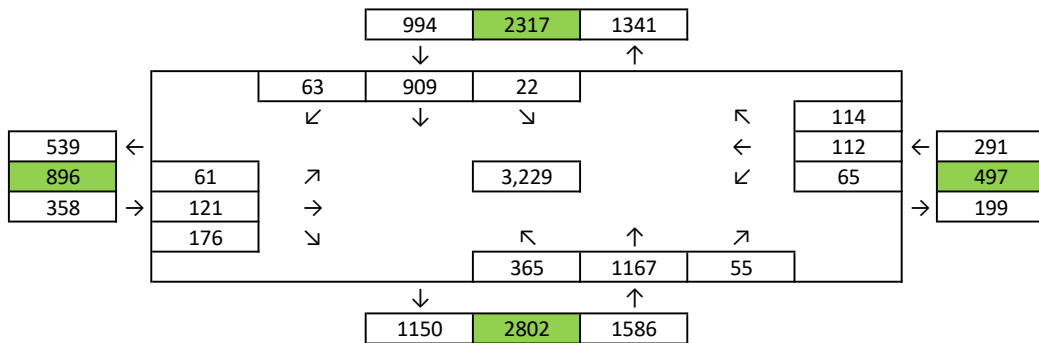 994 2317 1341
↓ ↑
63 909 22
↙ ↓ ↘ ↖ 114
539 ← ← 112 ← 291
896 61 ↗ 3,229 ↙ 65 497
358 → 121 → → 199
176 ↘ ↖ ↑ ↗
365 1167 55
↓ ↑
1150 2802 1586